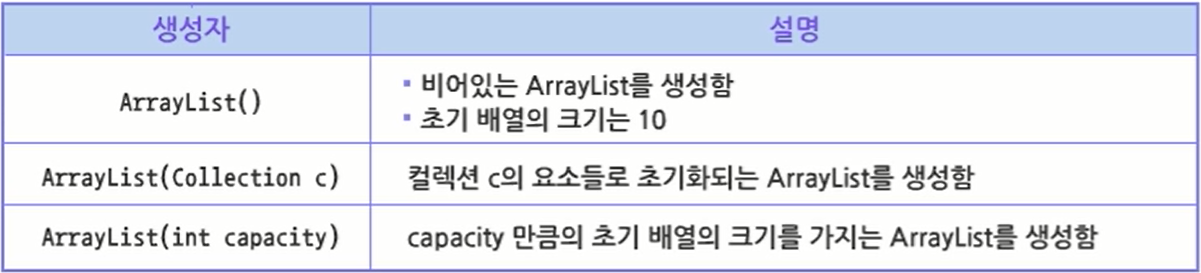 생성자 설명
ArrayList()
▪ 비어있는 ArrayList를 생성함
▪ 초기 배열의 크기는 10
ArrayList(Collection c) 컬렉션 c의 요소들로 초기화되는 ArrayList를 생성함
ArrayList(int capacity) capacity 만큼의 초기 배열의 크기를 가지는 ArrayList를 생성함